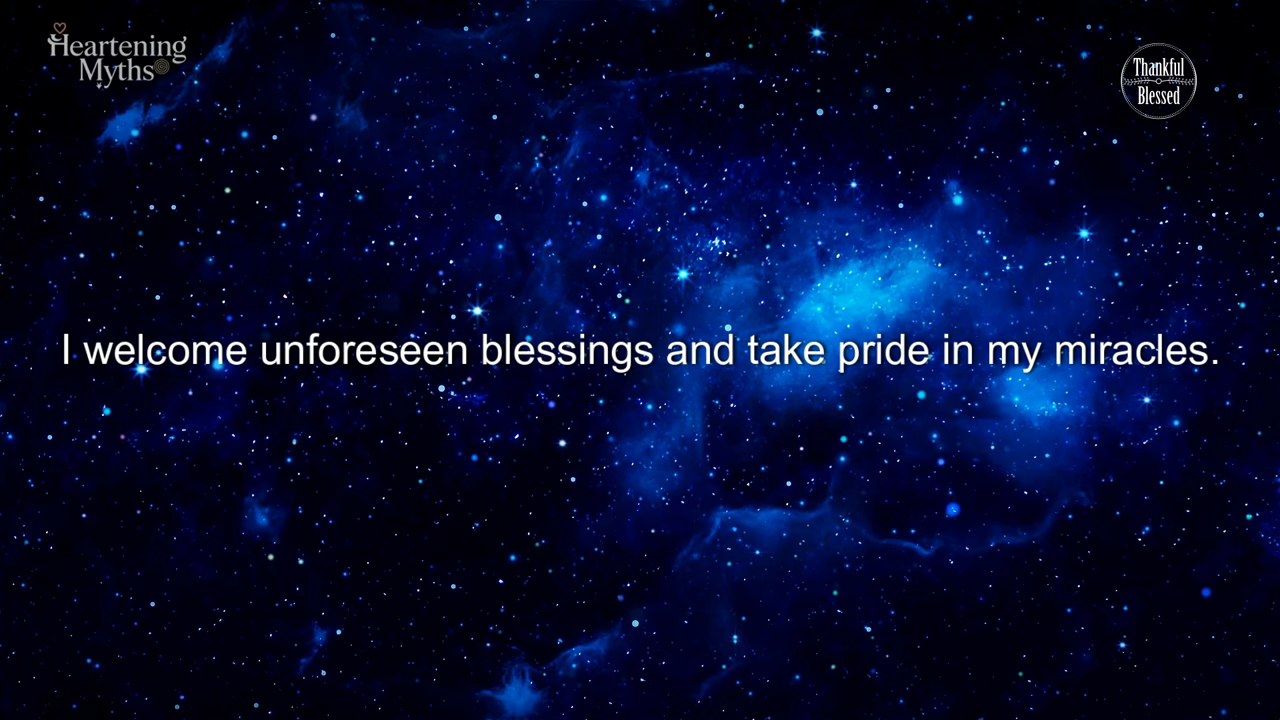 Heartening
Myths
Thankful
Blessed
I welcome unforeseen blessings and take pride in my miracles.